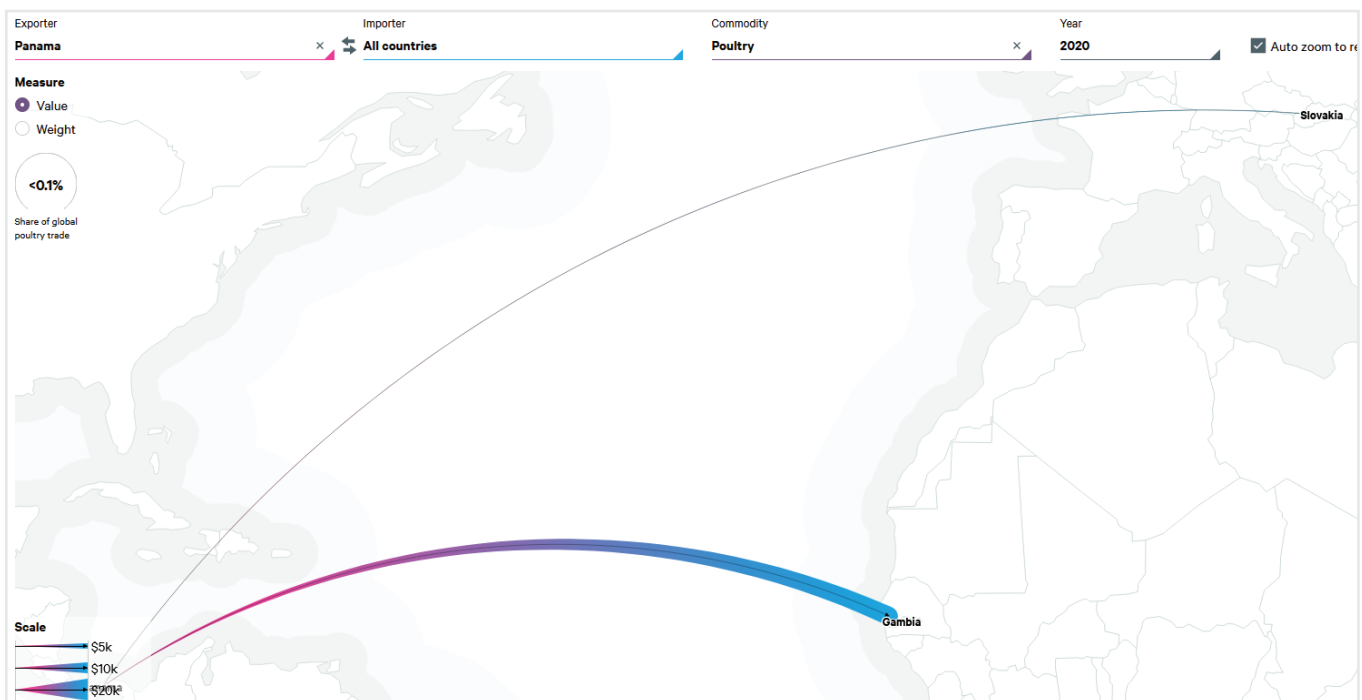 Exporter
Importer
Commodity
Year
Panama ×
All countries
Poultry ×
2020
Auto zoom to re
Measure
Value
Weight
<0.1%
Share of global
poultry trade
Slovakia
Gambia
Scale
$5k
$10k
$20k